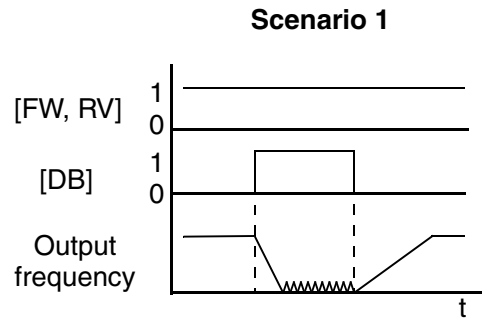 Scenario 1
[FW, RV]
1
0
[DB]
1
0
Output
frequency
t